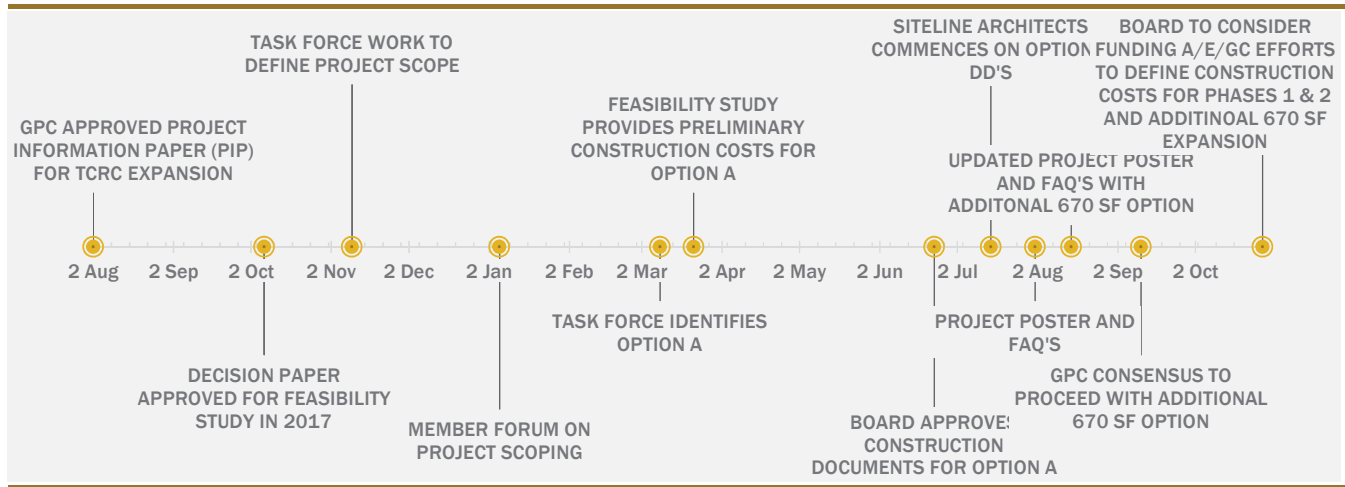 TASK FORCE WORK TO
DEFINE PROJECT SCOPE
SITELINE ARCHITECTS
COMMENCES ON OPTION
DD'S
BOARD TO CONSIDER
FUNDING A/E/GC EFFORTS
TO DEFINE CONSTRUCTION
COSTS FOR PHASES 1 & 2
AND ADDITINOAL 670 SF
EXPANSION
GPC APPROVED PROJECT
INFORMATION PAPER (PIP)
FOR TCRC EXPANSION
FEASIBILITY STUDY
PROVIDES PRELIMINARY
CONSTRUCTION COSTS FOR
OPTION A
UPDATED PROJECT POSTER
AND FAQ'S WITH
ADDITONAL 670 SF OPTION
2 Aug 2 Sep 2 Oct 2 Nov 2 Dec 2 Jan 2 Feb 2 Mar 2 Apr 2 May 2 Jun 2 Jul 2 Aug 2 Sep 2 Oct
DECISION PAPER
APPROVED FOR FEASIBILITY
STUDY IN 2017
MEMBER FORUM ON
PROJECT SCOPING
TASK FORCE IDENTIFIES
OPTION A
BOARD APPROVES
CONSTRUCTION
DOCUMENTS FOR OPTION A
PROJECT POSTER AND
FAQ'S
GPC CONSENSUS TO
PROCEED WITH ADDITIONAL
670 SF OPTION